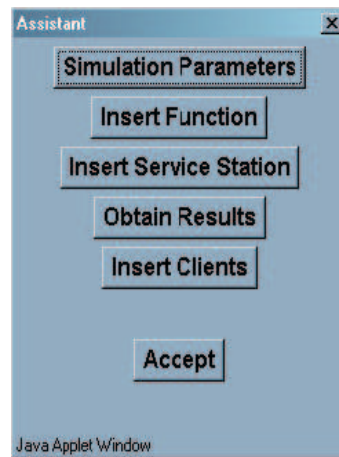 Assistant
Simulation Parameters
Insert Function
Insert Service Station
Obtain Results
Insert Clients
Accept
Java Applet Window